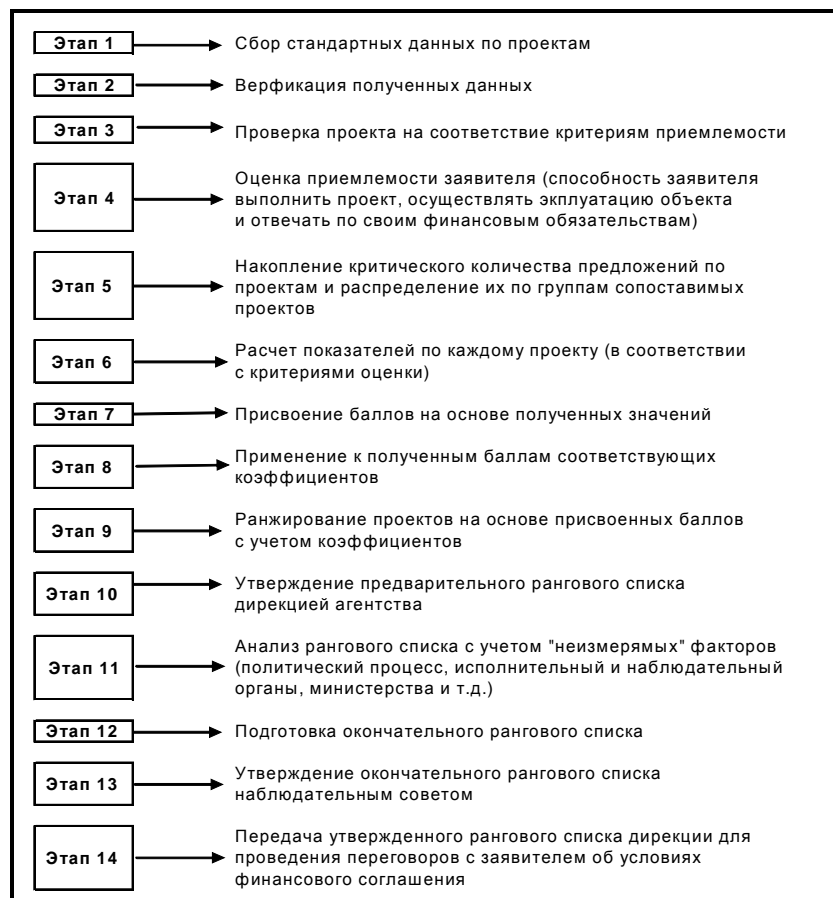 Этап 1
Сбор стандартных данных по проектам
Этап 2
Верфикация полученных данных
Этап 3
Проверка проекта на соответствие критериям приемлемости
Этап 4
Оценка приемлемости заявителя (способность заявителя
выполнить проект, осуществлять экплуатацию объекта
и отвечать по своим финансовым обязательствам)
Этап 5
Накопление критического количества предложений по
проектам и распределение их по группам сопоставимых
проектов
Этап 6
Расчет показателей по каждому проекту (в соответствии
с критериями оценки)
Этап 7
Присвоение баллов на основе полученных значений
Этап 8
Применение к полученным баллам соответствующих
коэффициентов
Этап 9
Ранжирование проектов на основе присвоенных баллов
с учетом коэффициентов
Этап 10
Утверждение предварительного рангового списка
дирекцией агентства
Этап 11
Анализ рангового списка с учетом "неизмерямых" факторов
(политический процесс, исполнительный и наблюдательный
органы, министерства и т.д.)
Этап 12
Подготовка окончательного рангового списка
Этап 13
Утверждение окончательного рангового списка
наблюдательным советом
Этап 14
Передача утвержденного рангового списка дирекции для
проведения переговоров с заявителем об условиях
финансового соглашения